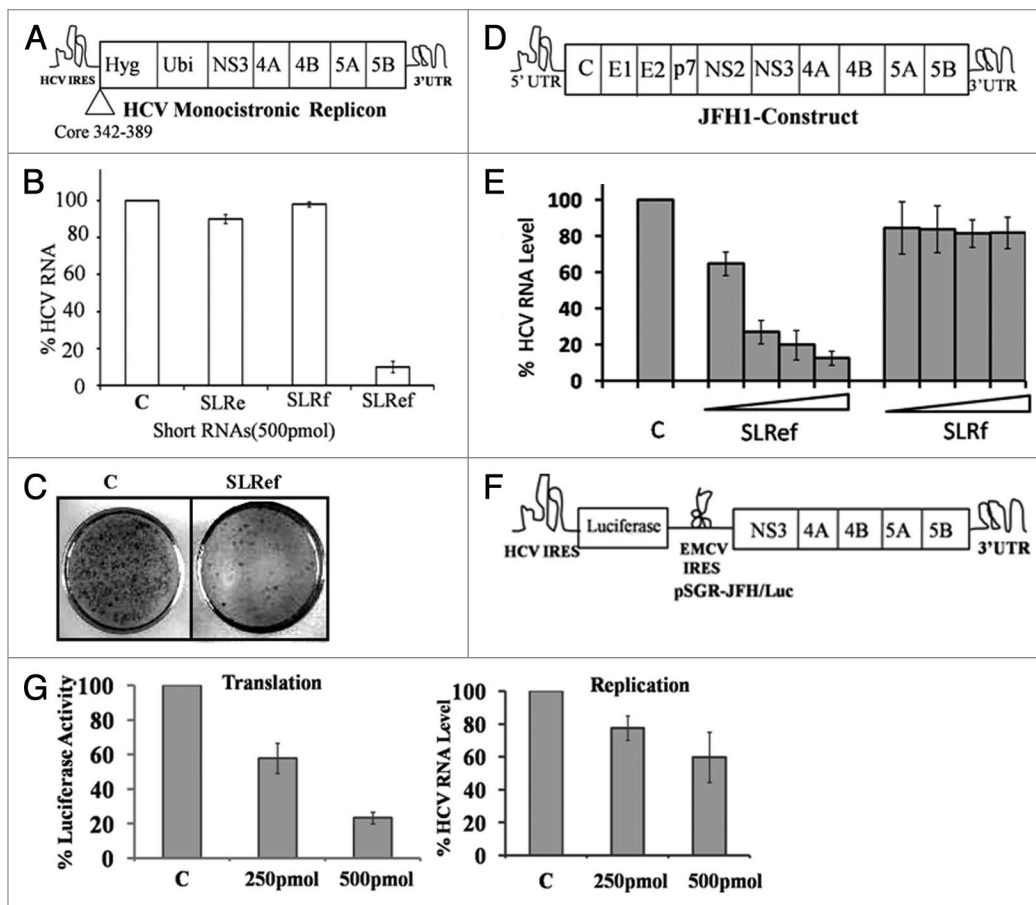 A
Hyg Ubi NS3 4A 4B 5A 5B
HCV IRES
3'UTR
HCV Monocistronic Replicon
Core 342-389
B
% HCV RNA
100
80
60
40
20
0
C SLRe SLRf SLRef
Short RNAs(500pmol)
C
C SLRef
D
C E1 E2 p7 NS2 NS3 4A 4B 5A 5B
5' UTR
3'UTR
JFH1-Construct
E
% HCV RNA Level
100
80
60
40
20
0
C SLRef SLRf
F
Luciferase
NS3 4A 4B 5A 5B
HCV IRES
EMCV
IRES
3'UTR
pSGR-JFH/Luc
G
Translation
% Luciferase Activity
100
80
60
40
20
0
C 250pmol 500pmol
Replication
% HCV RNA Level
100
80
60
40
20
0
C 250pmol 500pmol